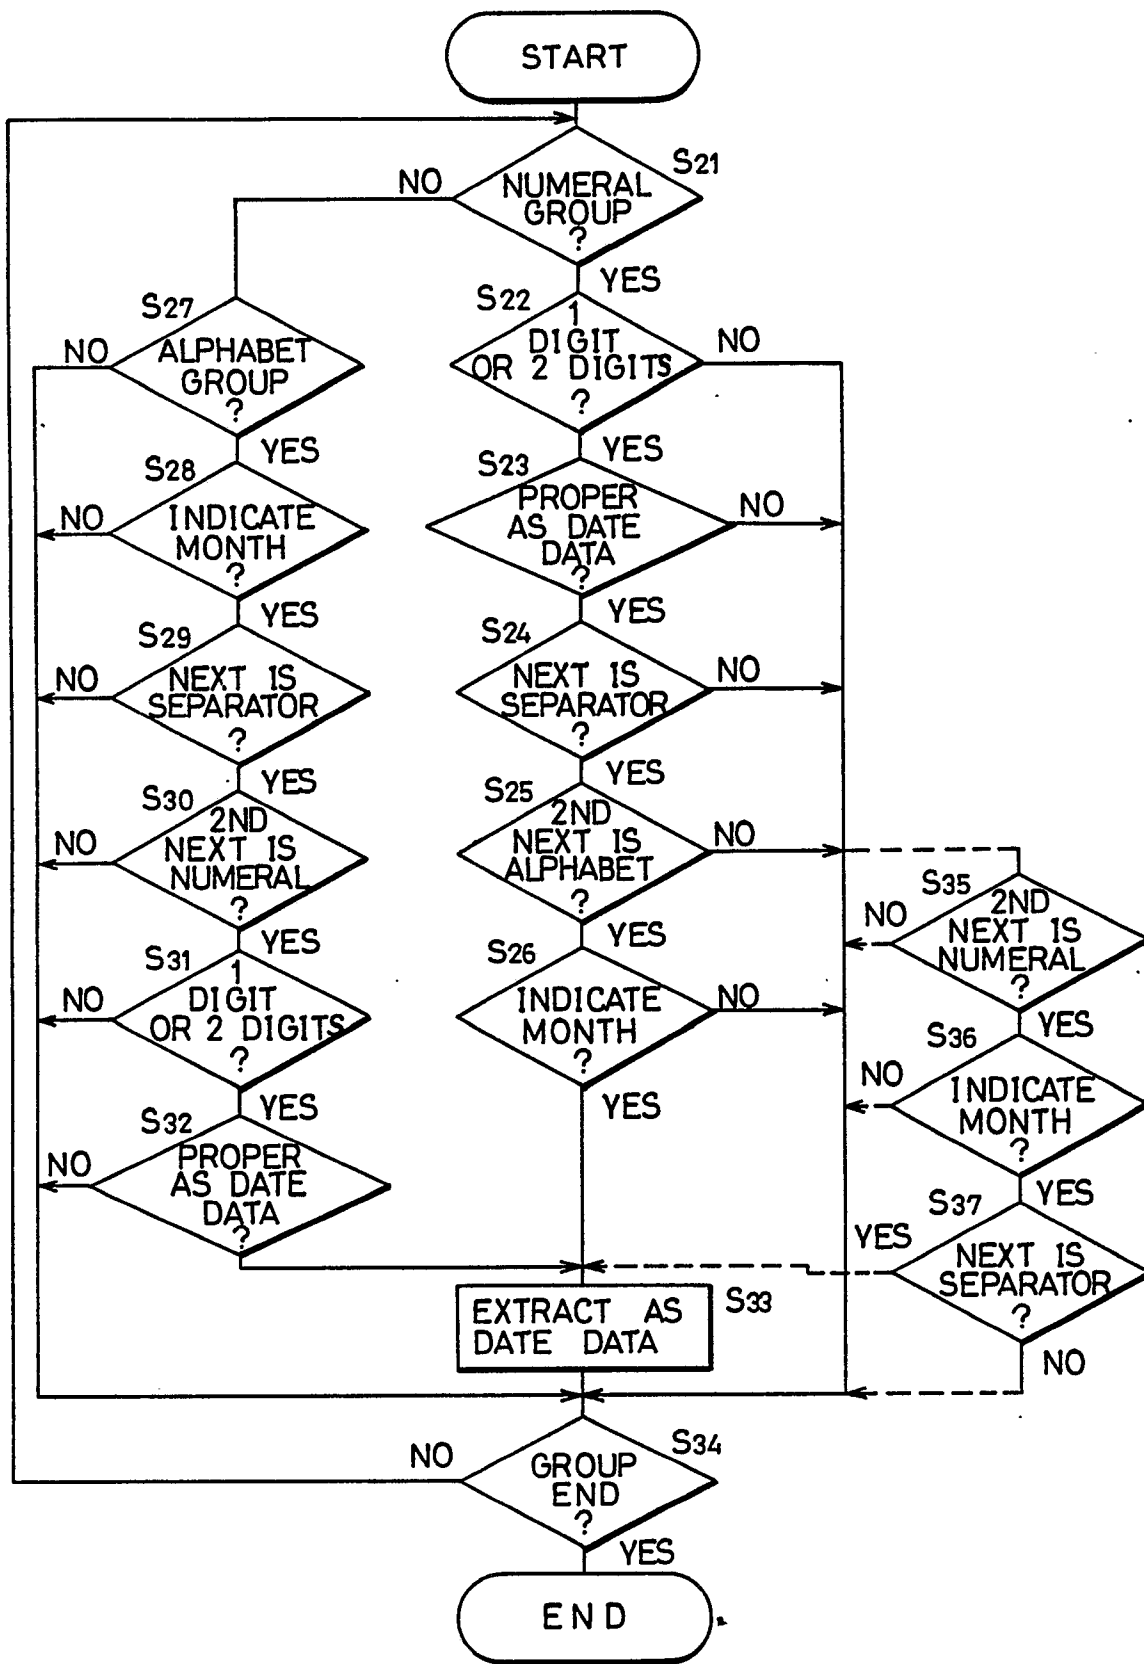 START
S21
NO
NUMERAL
GROUP
?
YES
S27
NO
ALPHABET
GROUP
?
YES
S22
1
DIGIT
OR 2 DIGITS
?
NO
YES
S28
NO
INDICATE
MONTH
?
YES
S23
PROPER
AS DATE
DATA
?
NO
YES
S29
NO
NEXT IS
SEPARATOR
?
YES
S24
NEXT IS
SEPARATOR
?
NO
YES
S30
NO
2ND
NEXT IS
NUMERAL
?
YES
S25
2ND
NEXT IS
ALPHABET
?
NO
YES
S35
NO
2ND
NEXT IS
NUMERAL
?
YES
S31
NO
1
DIGIT
OR 2 DIGITS
?
YES
S26
INDICATE
MONTH
?
NO
YES
S36
NO
INDICATE
MONTH
?
YES
S32
NO
PROPER
AS DATE
DATA
?
S37
YES
NEXT IS
SEPARATOR
?
NO
S33
EXTRACT AS
DATE DATA
S34
NO
GROUP
END
?
YES
END